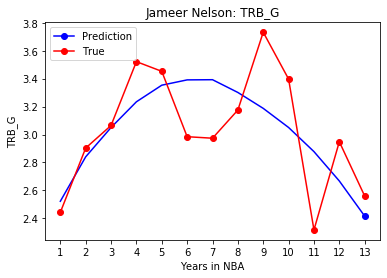 Jameer Nelson: TRB_G
Prediction
True
TRB_G
3.8
3.6
3.4
3.2
3.0
2.8
2.6
2.4
1 2 3 4 5 6 7 8 9 10 11 12 13
Years in NBA